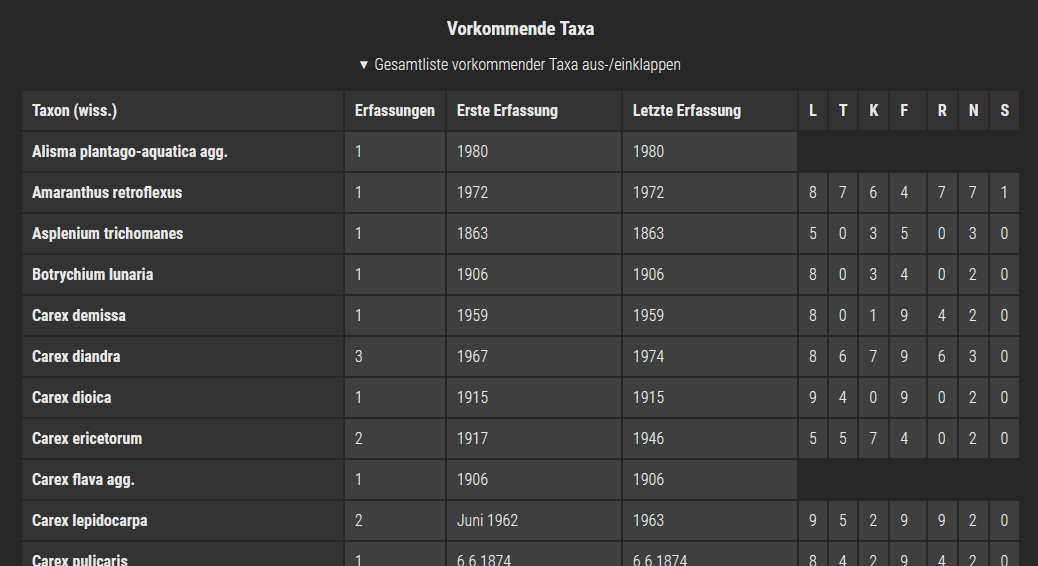 Vorkommende Taxa
▼ Gesamtliste vorkommender Taxa aus-/einklappen
Taxon (wiss.) Erfassungen Erste Erfassung Letzte Erfassung L T K F R N S
Alisma plantago-aquatica agg. 1 1980 1980
Amaranthus retroflexus 1 1972 1972 8 7 6 4 7 7 1
Asplenium trichomanes 1 1863 1863 5 0 3 5 0 3 0
Botrychium lunaria 1 1906 1906 8 0 3 4 0 2 0
Carex demissa 1 1959 1959 8 0 1 9 4 2 0
Carex diandra 3 1967 1974 8 6 7 9 6 3 0
Carex dioica 1 1915 1915 9 4 0 9 0 2 0
Carex ericetorum 2 1917 1946 5 5 7 4 0 2 0
Carex flava agg. 1 1906 1906
Carex lepidocarpa 2 Juni 1962 1963 9 5 2 9 9 2 0
Carex pulicaris 1 6.6.1874 6.6.1874 8 4 2 9 4 2 0